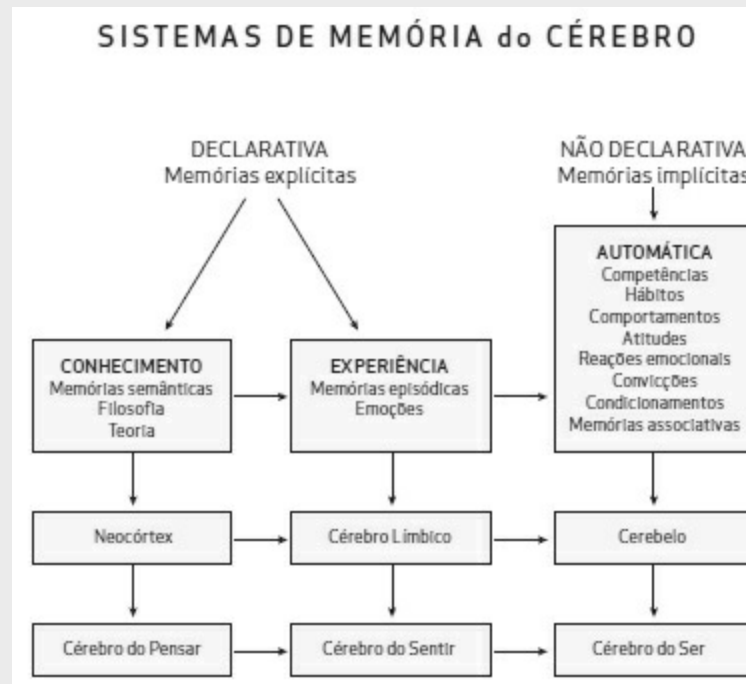 SISTEMAS DE MEMÓRIA do CÉREBRO
DECLARATIVA
Memórias explícitas
NÃO DECLARATIVA
Memórias implícitas
CONHECIMENTO
Memórias semânticas
Filosofia
Teoria
EXPERIÊNCIA
Memórias episódicas
Emoções
AUTOMÁTICA
Competências
Hábitos
Comportamentos
Atitudes
Reações emocionais
Convicções
Condicionamentos
Memórias associativas
Neocórtex
Cérebro Límbico
Cerebelo
Cérebro do Pensar
Cérebro do Sentir
Cérebro do Ser